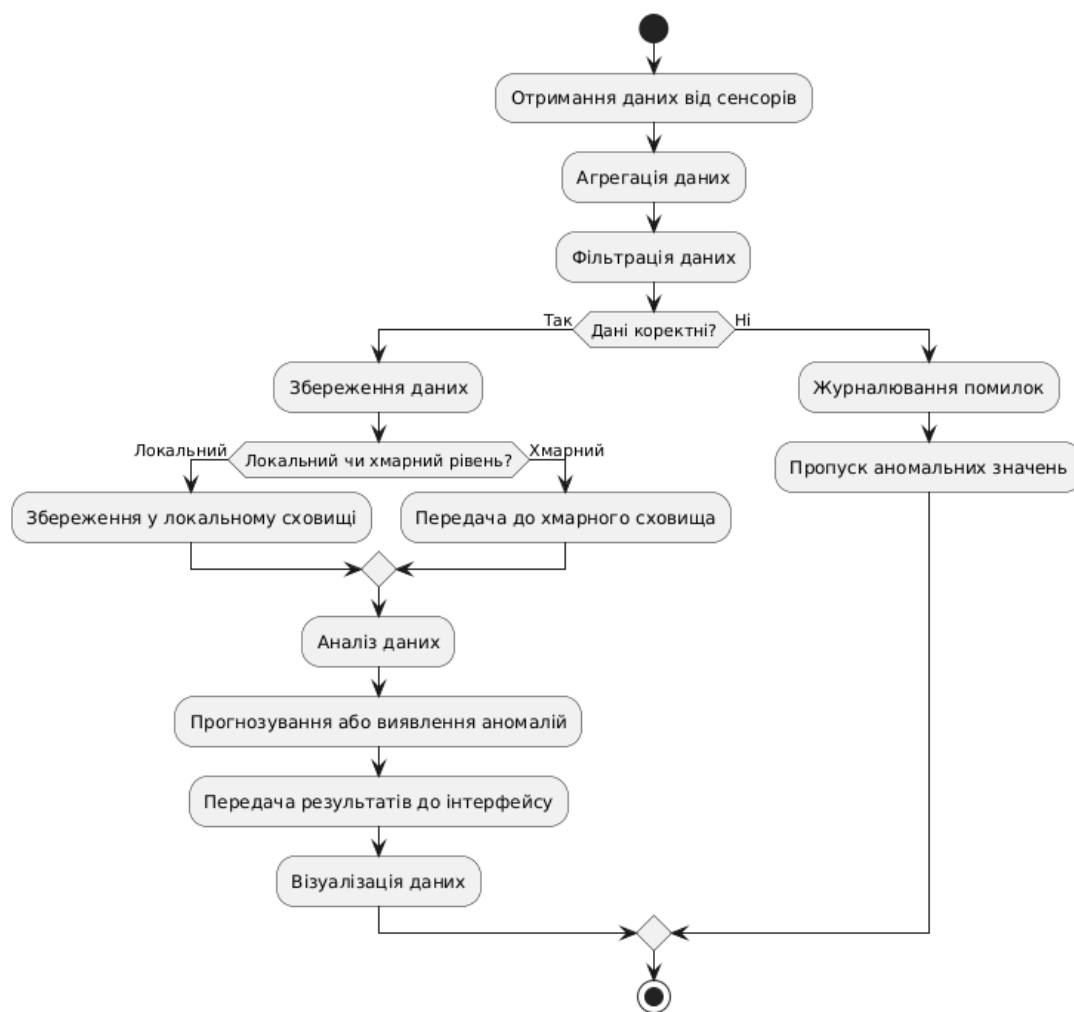 Отримання даних від сенсорів
Агрегація даних
Фільтрація даних
Так
Дані коректні?
Ні
Збереження даних
Журналювання помилок
Локальний
Локальний чи хмарний рівень?
Хмарний
Пропуск аномальних значень
Збереження у локальному сховищі
Передача до хмарного сховища
Аналіз даних
Прогнозування або виявлення аномалій
Передача результатів до інтерфейсу
Візуалізація даних